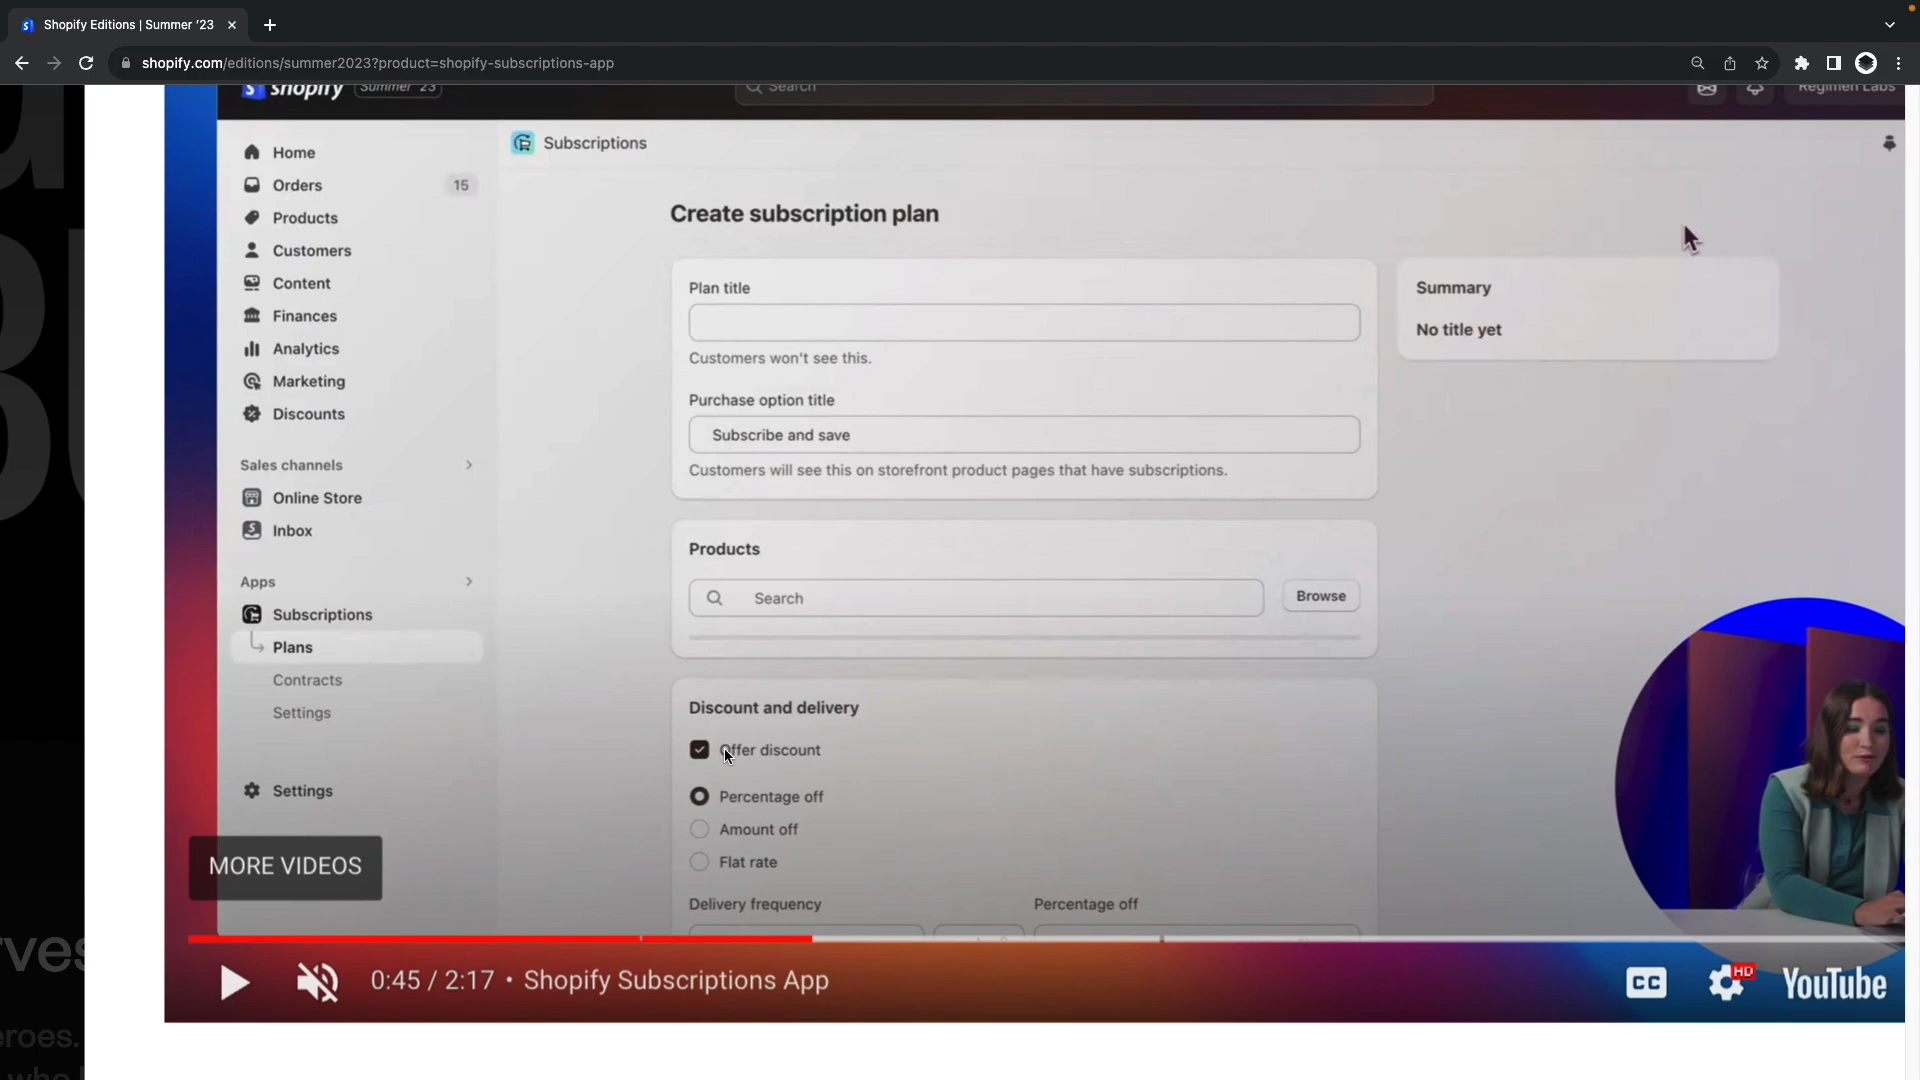 Shopify Editions | Summer '23
shopify.com/editions/summer2023?product=shopify-subscriptions-app
shopify
Summer '23
Search
Regimen Labs
Home
Orders
15
Products
Customers
Content
Finances
Analytics
Marketing
Discounts
Sales channels
Online Store
Inbox
Apps
Subscriptions
Plans
Contracts
Settings
Settings
Subscriptions
Create subscription plan
Plan title
Customers won't see this.
Purchase option title
Subscribe and save
Customers will see this on storefront product pages that have subscriptions.
Summary
No title yet
Products
Search
Browse
Discount and delivery
Offer discount
Percentage off
Amount off
Flat rate
Delivery frequency
Percentage off
MORE VIDEOS
0:45 / 2:17 • Shopify Subscriptions App
CC
HD
YouTube
eroes.
who